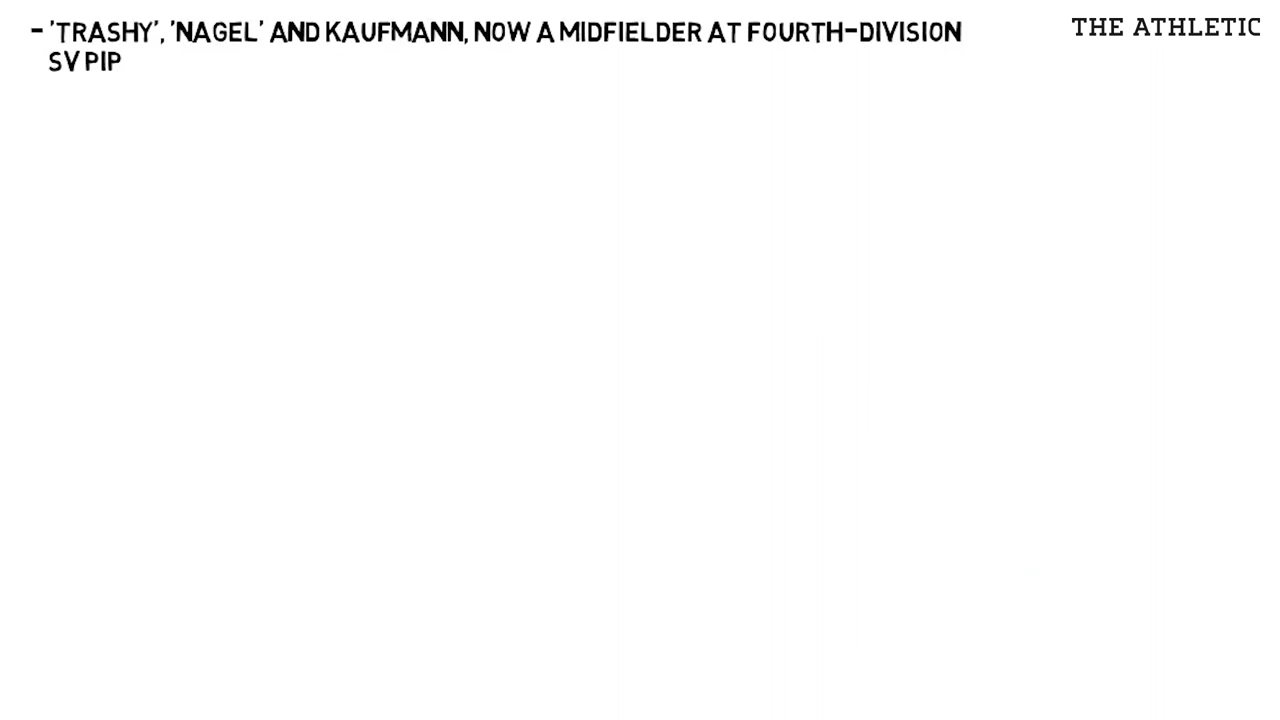 - 'TRASHY', 'NAGEL' AND KAUFMANN, NOW A MIDFIELDER AT FOURTH-DIVISION
SV PIP
THE ATHLETIC